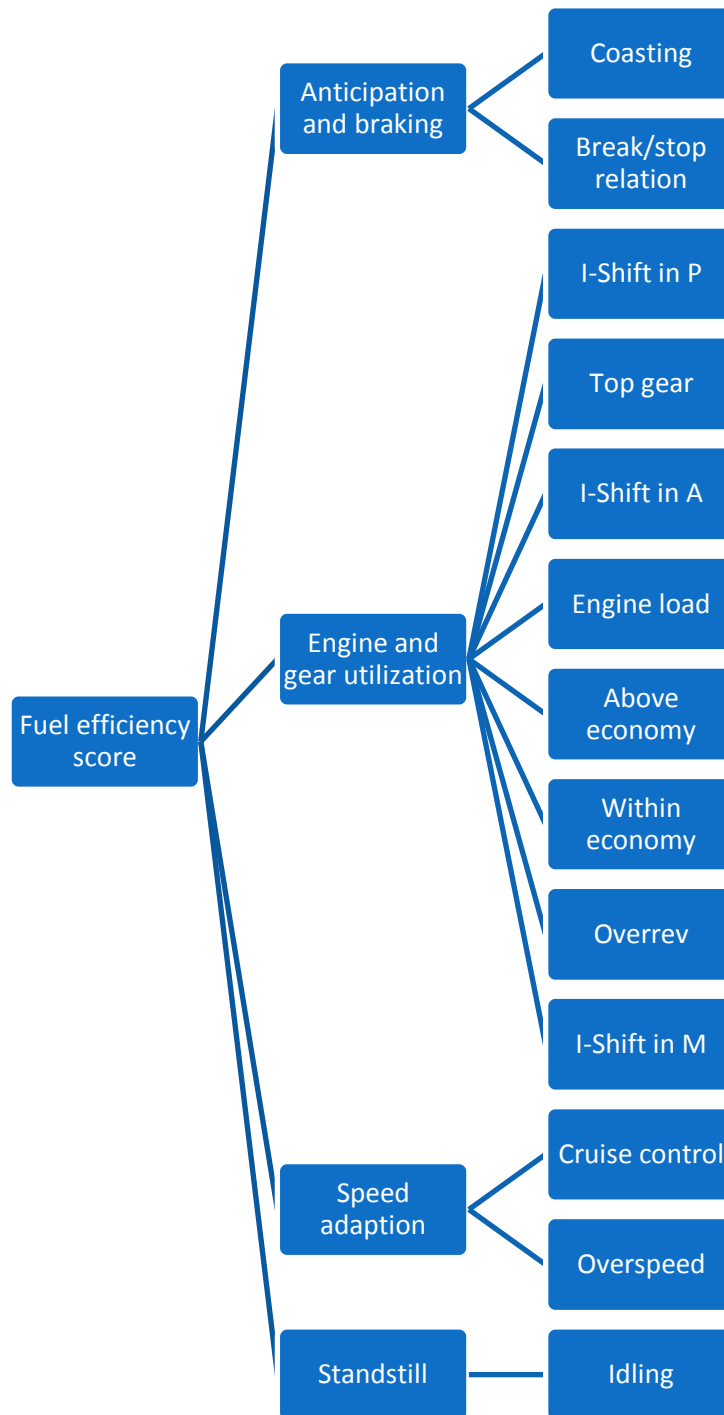 Fuel efficiency
score
Anticipation
and braking
Coasting
Break/stop
relation
Engine and
gear utilization
I-Shift in P
Top gear
I-Shift in A
Engine load
Above
economy
Within
economy
Overrev
I-Shift in M
Speed
adaption
Cruise control
Overspeed
Standstill
Idling